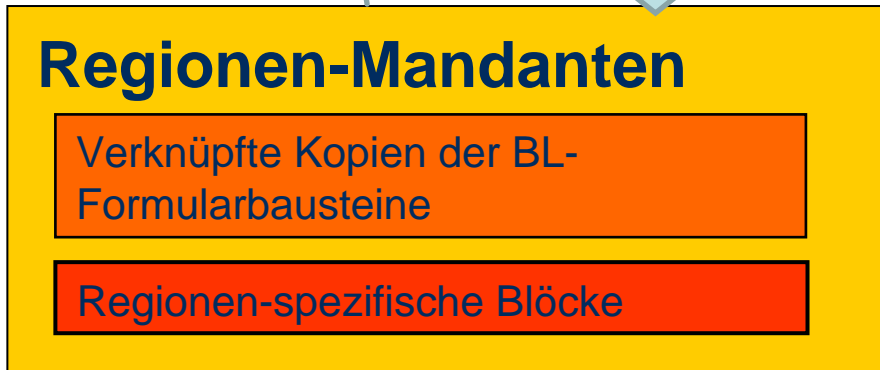 Regionen-Mandanten
Verknüpfte Kopien der BL-
Formularbausteine
Regionen-spezifische Blöcke